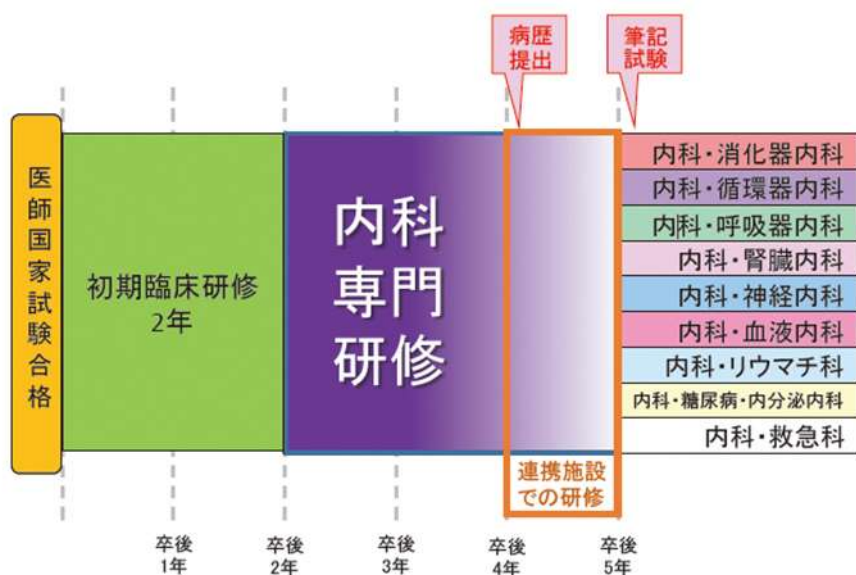 病歴
提出
筆記
試験
医師国家試験合格
初期臨床研修
2年
内科
専門
研修
内科・消化器内科
内科・循環器内科
内科・呼吸器内科
内科・腎臓内科
内科・神経内科
内科・血液内科
内科・リウマチ科
内科・糖尿病・内分泌内科
内科・救急科
連携施設
での研修
卒後
1年
卒後
2年
卒後
3年
卒後
4年
卒後
5年